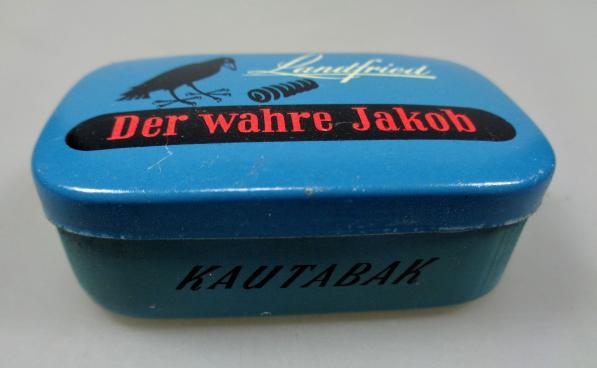 Landfried
Der wahre Jakob
KAUTABAK